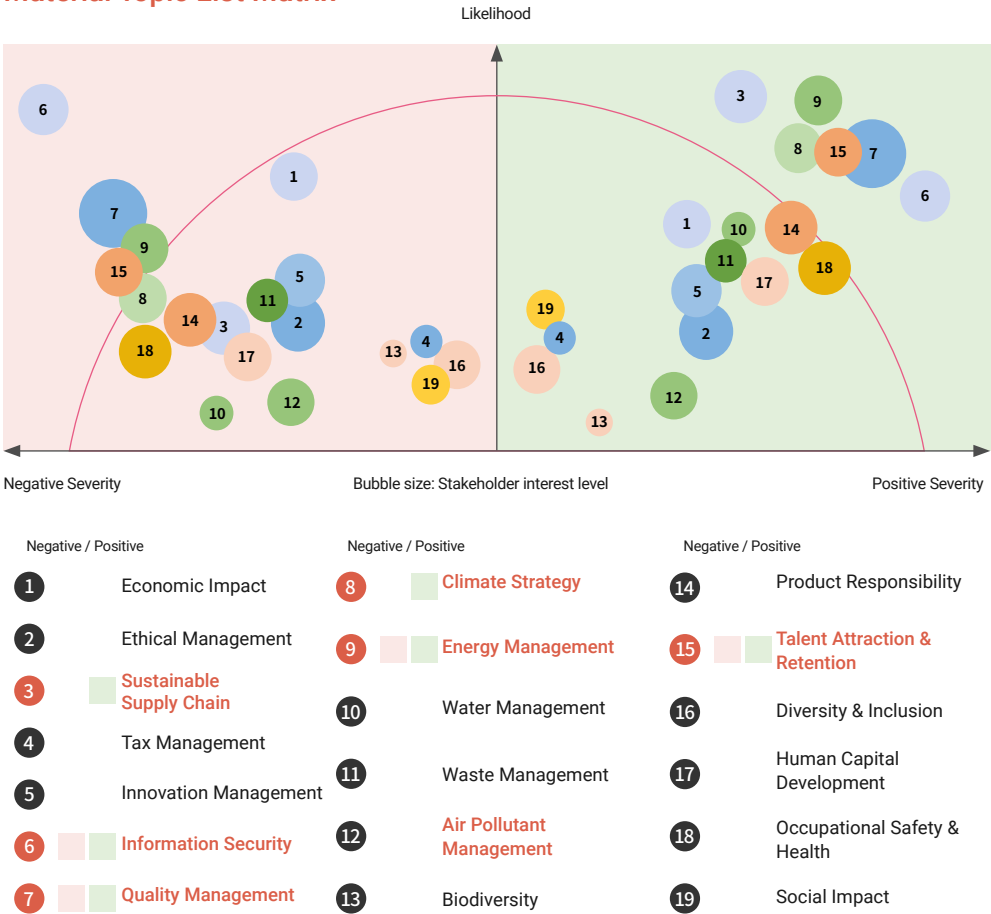 Material Topic List Matrix
Likelihood
6
3
9
8
15
7
1
6
7
1
10
14
9
11
15
18
5
17
8
5
11
19
14
3
2
2
4
18
13
4
17
16
16
19
12
12
10
13
Negative Severity
Bubble size: Stakeholder interest level
Positive Severity
Negative / Positive
1 Economic Impact
2 Ethical Management
3 Sustainable
Supply Chain
4 Tax Management
5 Innovation Management
6 Information Security
7 Quality Management
Negative / Positive
8 Climate Strategy
9 Energy Management
10 Water Management
11 Waste Management
12 Air Pollutant
Management
13 Biodiversity
Negative / Positive
14 Product Responsibility
15 Talent Attraction &
Retention
16 Diversity & Inclusion
17 Human Capital
Development
18 Occupational Safety &
Health
19 Social Impact